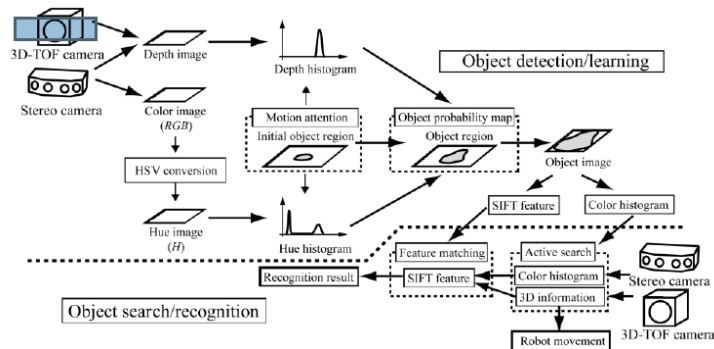 3D-TOF camera
Depth image
Depth histogram
Object detection/learning
Stereo camera
Color image
(RGB)
Motion attention
Initial object region
Object probability map
Object region
Object image
HSV conversion
SIFT feature
Color histogram
Hue image
(H)
Hue histogram
Feature matching
Active search
Recognition result
SIFT feature
Color histogram
3D information
Stereo camera
Object search/recognition
Robot movement
3D-TOF camera